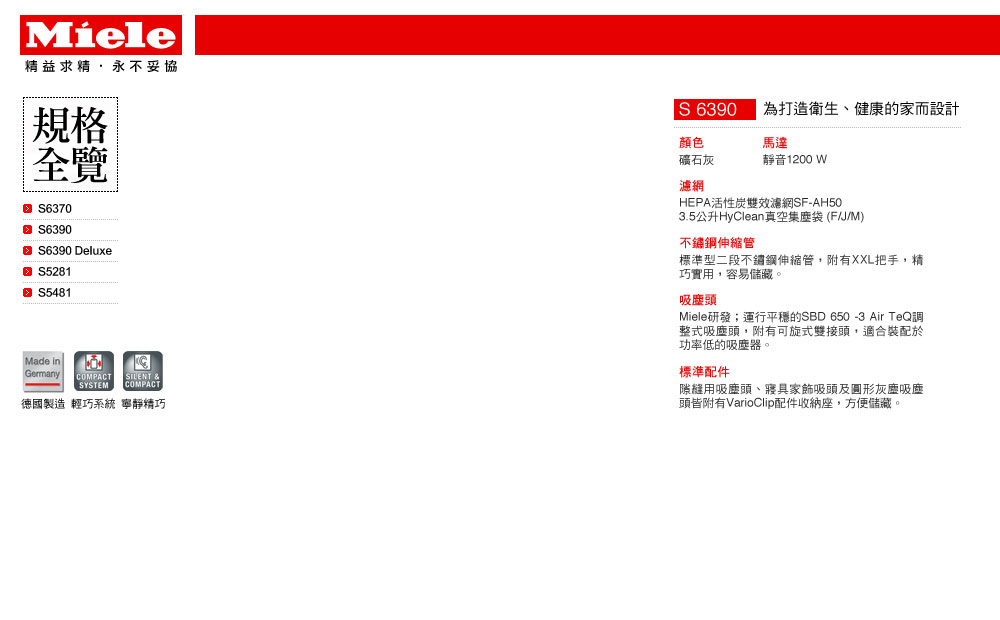 Miele
精益求精・永不妥協
規格
全覽
S6370
S6390
S6390 Deluxe
S5281
S5481
Made in
Germany
COMPACT
SYSTEM
SILENT &
COMPACT
德國製造 輕巧系統 寧靜精巧
S 6390 為打造衛生、健康的家而設計
顏色 馬達
礦石灰 靜音1200 W
濾網
HEPA活性炭雙效濾網SF-AH50
3.5公升HyClean真空集塵袋 (F/J/M)
不鏽鋼伸縮管
標準型二段不鏽鋼伸縮管，附有XXL把手，精
巧實用，容易儲藏。
吸塵頭
Miele研發；運行平穩的SBD 650 -3 Air TeQ調
整式吸塵頭，附有可旋式雙接頭，適合裝配於
功率低的吸塵器。
標準配件
隙縫用吸塵頭、寢具家飾吸頭及圓形灰塵吸塵
頭皆附有VarioClip配件收納座，方便儲藏。